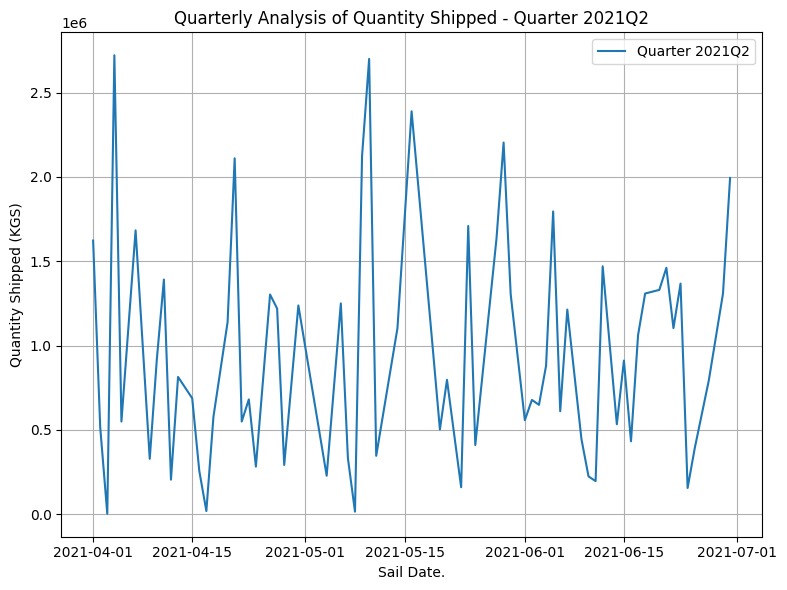 Quarterly Analysis of Quantity Shipped - Quarter 2021Q2
1e6
Quarter 2021Q2
2.5
2.0
1.5
1.0
0.5
0.0
Quantity Shipped (KGS)
2021-04-01 2021-04-15 2021-05-01 2021-05-15 2021-06-01 2021-06-15 2021-07-01
Sail Date.